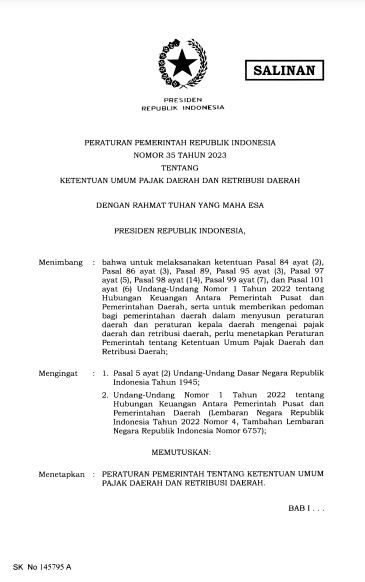 SALINAN
PRESIDEN
REPUBLIK INDONESIA
PERATURAN PEMERINTAH REPUBLIK INDONESIA
NOMOR 35 TAHUN 2023
TENTANG
KETENTUAN UMUM PAJAK DAERAH DAN RETRIBUSI DAERAH
DENGAN RAHMAT TUHAN YANG MAHA ESA
PRESIDEN REPUBLIK INDONESIA,
Menimbang : bahwa untuk melaksanakan ketentuan Pasal 84 ayat (2),
Pasal 86 ayat (3), Pasal 89, Pasal 95 ayat (3), Pasal 97
ayat (5), Pasal 98 ayat (14), Pasal 99 ayat (7), dan Pasal 101
ayat (6) Undang-Undang Nomor 1 Tahun 2022 tentang
Hubungan Keuangan Antara Pemerintah Pusat dan
Pemerintahan Daerah, serta untuk memberikan pedoman
bagi pemerintah daerah dalam menyusun peraturan
daerah dan peraturan kepala daerah mengenai pajak
daerah dan retribusi daerah, perlu menetapkan Peraturan
Pemerintah tentang Ketentuan Umum Pajak Daerah dan
Retribusi Daerah;
Mengingat : 1. Pasal 5 ayat (2) Undang-Undang Dasar Negara Republik
Indonesia Tahun 1945;
2. Undang-Undang Nomor 1 Tahun 2022 tentang
Hubungan Keuangan Antara Pemerintah Pusat dan
Pemerintahan Daerah (Lembaran Negara Republik
Indonesia Tahun 2022 Nomor 4, Tambahan Lembaran
Negara Republik Indonesia Nomor 6757);
MEMUTUSKAN:
Menetapkan : PERATURAN PEMERINTAH TENTANG KETENTUAN UMUM
PAJAK DAERAH DAN RETRIBUSI DAERAH.
BAB I . . .
SK No 145795 A